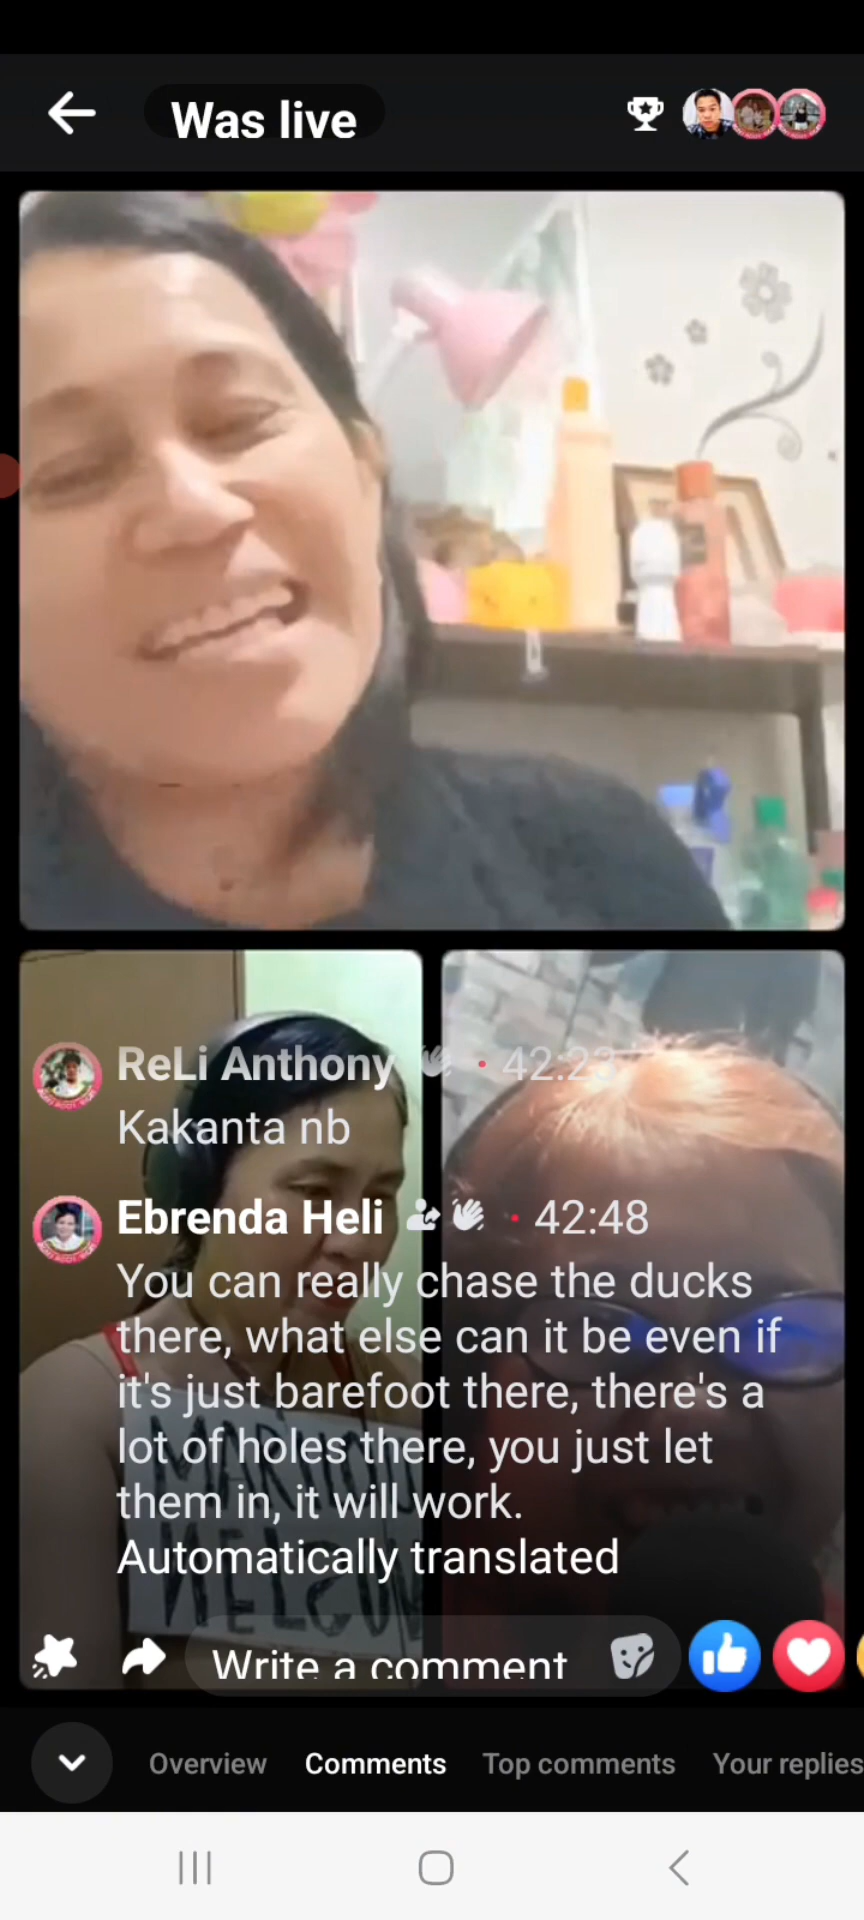 Was live
ReLi Anthony · 42:23
Kakanta nb
Ebrenda Heli · 42:48
You can really chase the ducks
there, what else can it be even if
it's just barefoot there, there's a
lot of holes there, you just let
them in, it will work.
Automatically translated
Write a comment
Overview Comments Top comments Your replies